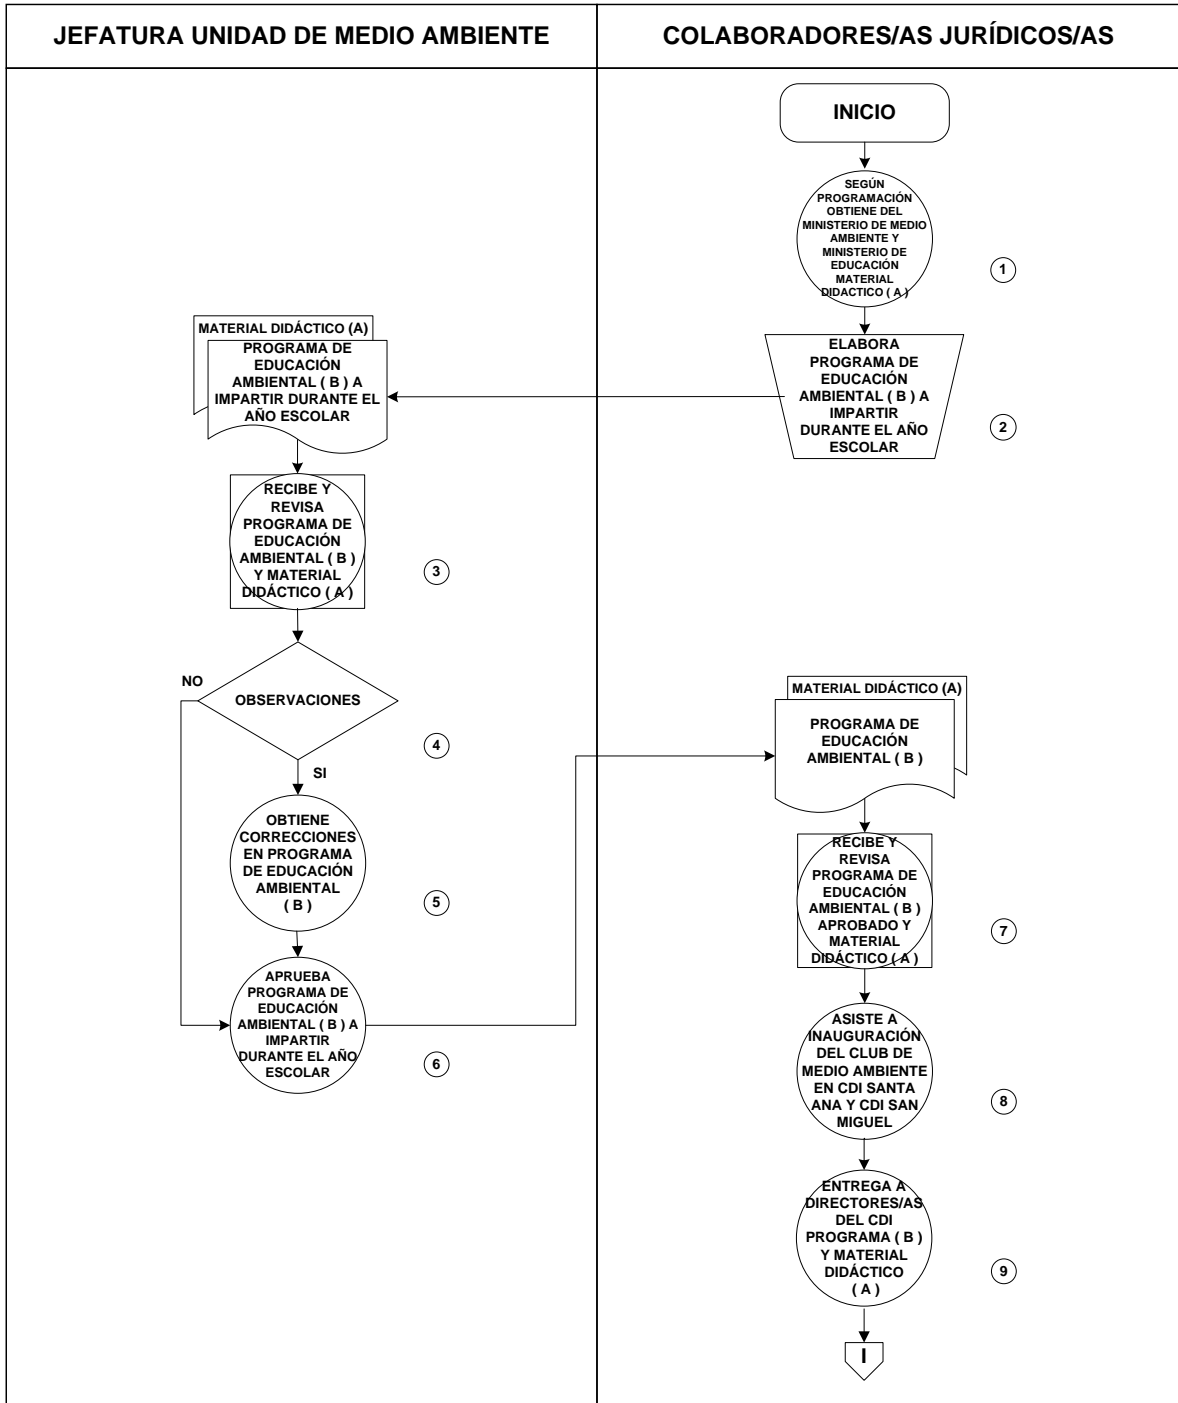 JEFATURA UNIDAD DE MEDIO AMBIENTE
COLABORADORES/AS JURÍDICOS/AS
INICIO
SEGÚN
PROGRAMACIÓN
OBTIENE DEL
MINISTERIO DE MEDIO
AMBIENTE Y
MINISTERIO DE
EDUCACIÓN
MATERIAL
DIDACTICO ( A )
1
ELABORA
PROGRAMA DE
EDUCACIÓN
AMBIENTAL ( B ) A
IMPARTIR
DURANTE EL AÑO
ESCOLAR
2
MATERIAL DIDÁCTICO (A)
PROGRAMA DE
EDUCACIÓN
AMBIENTAL ( B ) A
IMPARTIR DURANTE EL
AÑO ESCOLAR
RECIBE Y
REVISA
PROGRAMA DE
EDUCACIÓN
AMBIENTAL ( B )
Y MATERIAL
DIDÁCTICO ( A )
3
OBSERVACIONES
NO
4
SI
OBTIENE
CORRECCIONES
EN PROGRAMA
DE EDUCACIÓN
AMBIENTAL
( B )
5
APRUEBA
PROGRAMA DE
EDUCACIÓN
AMBIENTAL ( B ) A
IMPARTIR
DURANTE EL AÑO
ESCOLAR
6
MATERIAL DIDÁCTICO (A)
PROGRAMA DE
EDUCACIÓN
AMBIENTAL ( B )
RECIBE Y
REVISA
PROGRAMA DE
EDUCACIÓN
AMBIENTAL ( B )
APROBADO Y
MATERIAL
DIDÁCTICO ( A )
7
ASISTE A
INAUGURACIÓN
DEL CLUB DE
MEDIO AMBIENTE
EN CDI SANTA
ANA Y CDI SAN
MIGUEL
8
ENTREGA A
DIRECTORES/AS
DEL CDI
PROGRAMA ( B )
Y MATERIAL
DIDÁCTICO
( A )
9
I